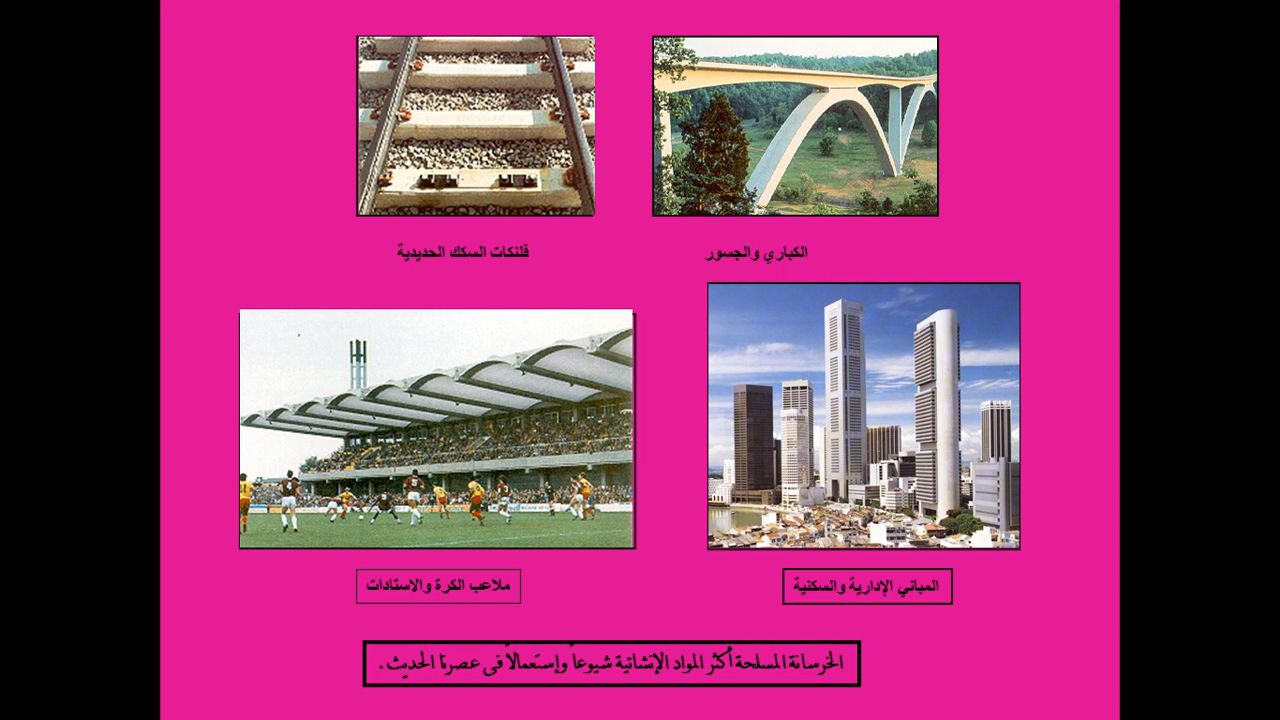 الكباري والجسور
فلنكات السكك الحديدية
المباني الإدارية والسكنية
ملاعب الكرة والاستادات
الخرسانة المسلحة أكثر المواد الإنشائية شيوعاً وإستعمالاً فى عصرنا الحديث .